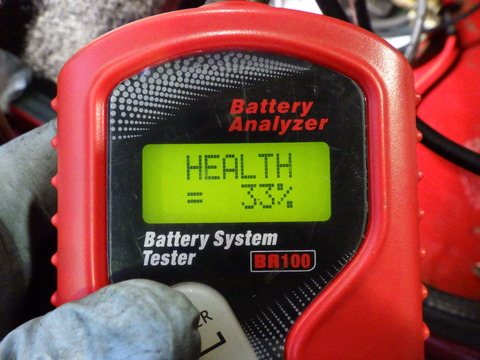 Battery
Analyzer
HEALTH
= 33%
Battery System
Tester
BA100